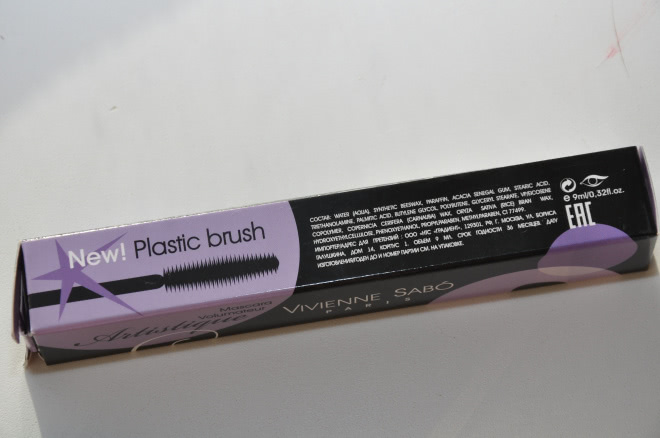 New! Plastic brush
СОСТАВ: WATER (AQUA), SYNTHETIC BEESWAX, PARAFFIN, ACACIA SENEGAL GUM, STEARIC ACID,
TRIETHANOLAMINE, PALMITIC ACID, BUTYLENE GLYCOL, POLYBUTENE, GLYCERYL STEARATE, VP/EICOSENE
COPOLYMER, COPERNICIA CERIFERA (CARNAUBA) WAX, ORYZA SATIVA (RICE) BRAN WAX,
HYDROXYETHYLCELLULOSE, PHENOXYETHANOL, PROPYLPARABEN, METHYLPARABEN, CI 77499.
ИМПОРТЕР/АДРЕС ДЛЯ ПРЕТЕНЗИЙ : ООО «ПС «ГРАДИЕНТ», 129301, РФ, Г. МОСКВА, УЛ. БОРИСА
ГАЛУШКИНА, ДОМ 14, КОРПУС 1. ОБЪЕМ 9 МЛ. СРОК ГОДНОСТИ 36 МЕСЯЦЕВ. ДАТУ
ИЗГОТОВЛЕНИЯ/ГОДЕН ДО И НОМЕР ПАРТИИ СМ. НА УПАКОВКЕ.
e 9ml/0.32fl.oz.
EAC
Mascara
Volumateur
Artistique
VIVIENNE SABÓ
PARIS